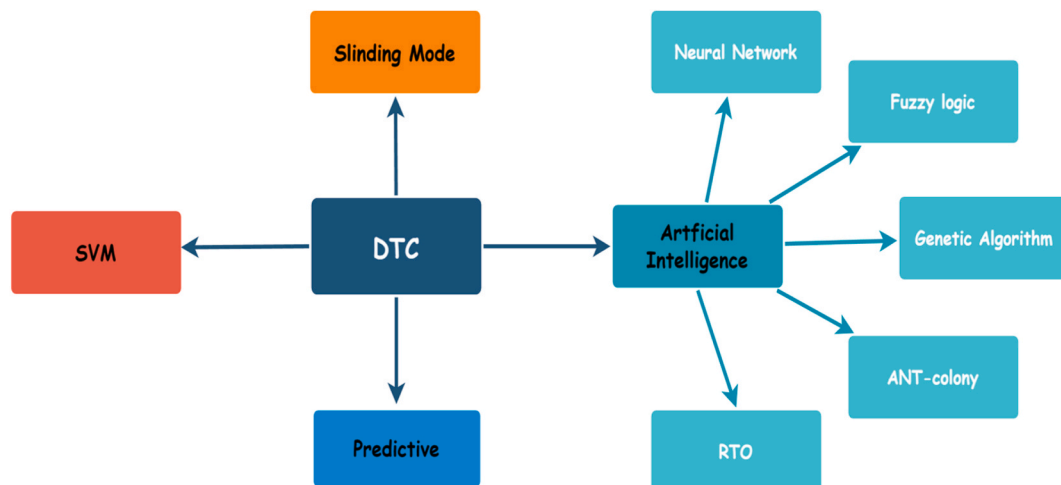 Slinding Mode
Neural Network
Fuzzy logic
SVM
DTC
Artficial
Intelligence
Genetic Algorithm
ANT-colony
Predictive
RTO